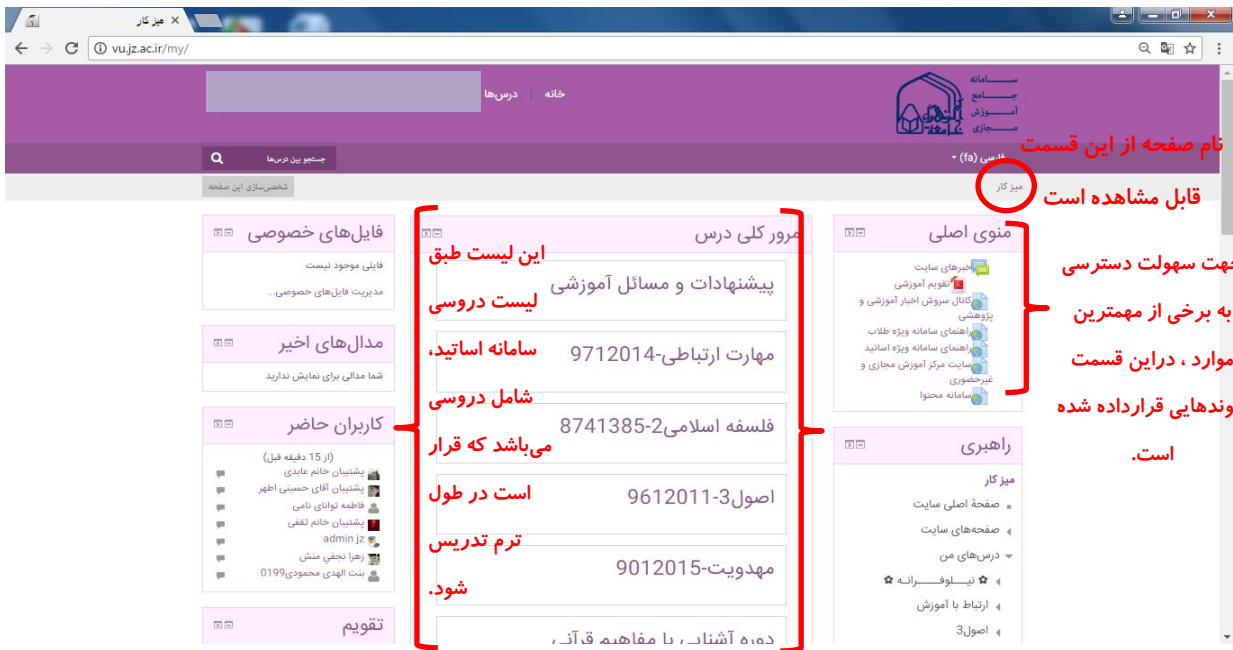 میز کار
vu.jz.ac.ir/my/
سـامانه
جـامع
آمـوزش
مـجازی
خانه
درس‌ها
فارسی (fa)
جستجو بین درس‌ها
میز کار
شخصی‌سازی این صفحه
نام صفحه از این قسمت
قابل مشاهده است
منوی اصلی
خبرهای سایت
تقویم آموزشی
کانال سروش اخبار آموزشی و
پژوهشی
راهنمای سامانه ویژه طلاب
راهنمای سامانه ویژه اساتید
سایت مرکز آموزش مجازی و
غیرحضوری
سامانه محتوا
جهت سهولت دسترسی
به برخی از مهمترین
موارد ، دراین قسمت
وندهایی قرارداده شده
است.
راهبری
میز کار
صفحهٔ اصلی سایت
صفحه‌های سایت
درس‌های من
✿ نیـــلوفـــــرانـه ✿
ارتباط با آموزش
اصول3
مرور کلی درس
پیشنهادات و مسائل آموزشی
مهارت ارتباطی-9712014
فلسفه اسلامی2-8741385
اصول3-9612011
مهدویت-9012015
دوره آشنایی با مفاهیم قرآنی
این لیست طبق
لیست دروسی
سامانه اساتید،
شامل دروسی
می‌باشد که قرار
است در طول
ترم تدریس
شود.
فایل‌های خصوصی
فایلی موجود نیست
مدیریت فایل‌های خصوصی...
مدال‌های اخیر
شما مدالی برای نمایش ندارید
کاربران حاضر
(از 15 دقیقه قبل)
پشتیبان خانم عابدی
پشتیبان آقای حسینی اطهر
فاطمه توانای نامی
پشتیبان خانم ثقفی
admin jz
زهرا نجفی منش
بنت الهدی محمودی0199
تقویم